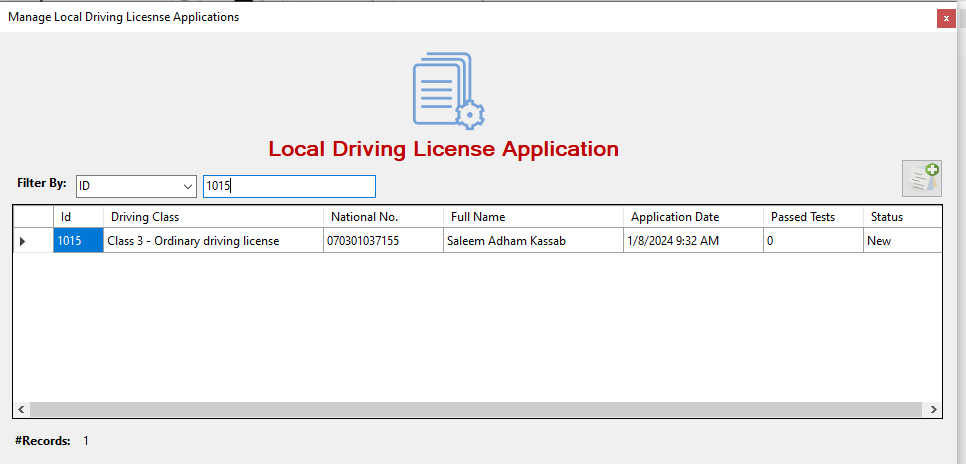 Manage Local Driving Licesnse Applications
x
Local Driving License Application
Filter By: ID 1015
Id Driving Class National No. Full Name Application Date Passed Tests Status
1015 Class 3 - Ordinary driving license 070301037155 Saleem Adham Kassab 1/8/2024 9:32 AM 0 New
#Records: 1